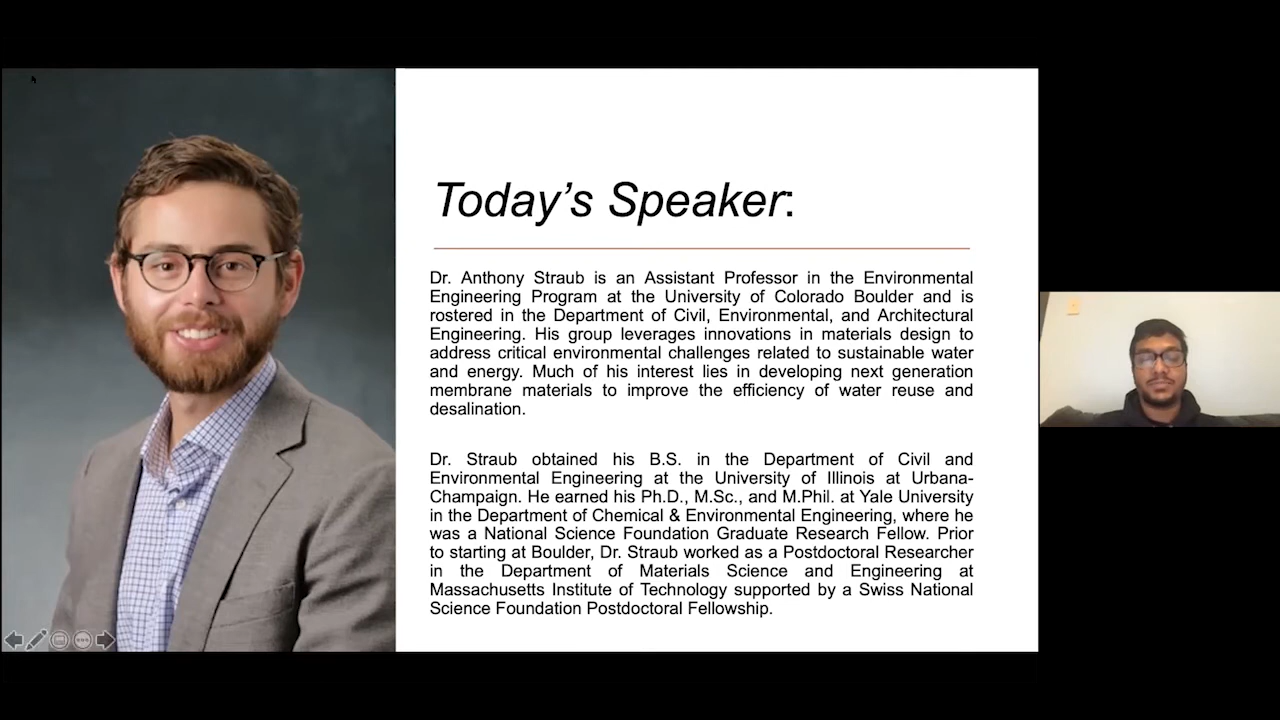 Today's Speaker:
Dr. Anthony Straub is an Assistant Professor in the Environmental
Engineering Program at the University of Colorado Boulder and is
rostered in the Department of Civil, Environmental, and Architectural
Engineering. His group leverages innovations in materials design to
address critical environmental challenges related to sustainable water
and energy. Much of his interest lies in developing next generation
membrane materials to improve the efficiency of water reuse and
desalination.
Dr. Straub obtained his B.S. in the Department of Civil and
Environmental Engineering at the University of Illinois at Urbana-
Champaign. He earned his Ph.D., M.Sc., and M.Phil. at Yale University
in the Department of Chemical & Environmental Engineering, where he
was a National Science Foundation Graduate Research Fellow. Prior
to starting at Boulder, Dr. Straub worked as a Postdoctoral Researcher
in the Department of Materials Science and Engineering at
Massachusetts Institute of Technology supported by a Swiss National
Science Foundation Postdoctoral Fellowship.